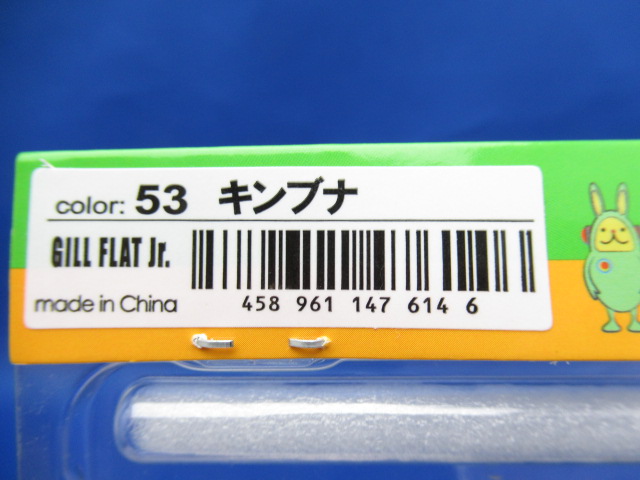 color: 53 キンブナ
GILL FLAT Jr.
made in China
458 961 147 614 6